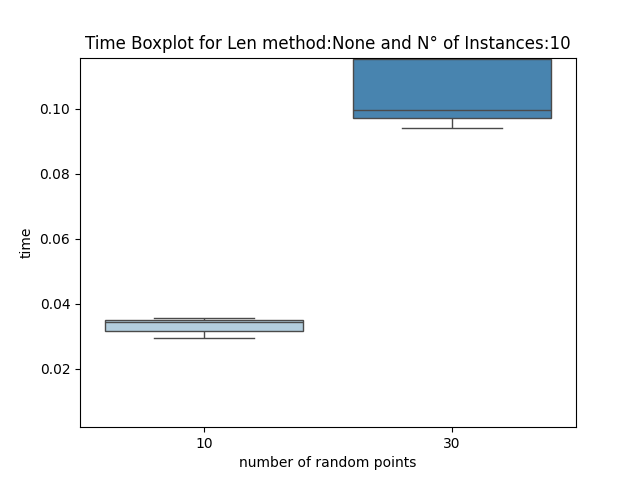 Time Boxplot for Len method:None and N° of Instances:10
0.10
0.08
0.06
0.04
0.02
time
10 30
number of random points